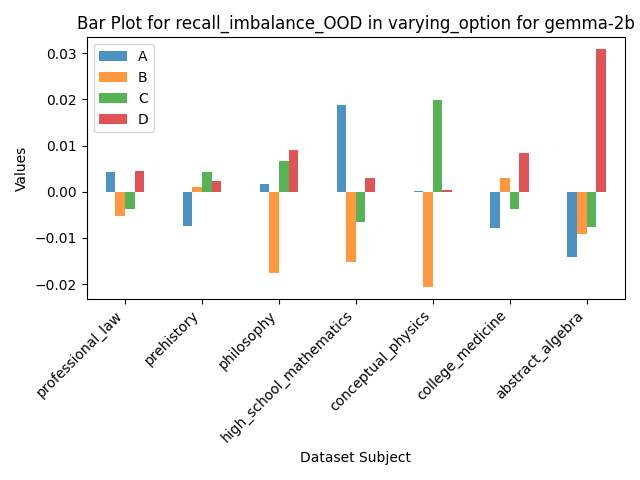 Bar Plot for recall_imbalance_OOD in varying_option for gemma-2b
A
B
C
D
Values
0.03
0.02
0.01
0.00
−0.01
−0.02
professional_law
prehistory
philosophy
high_school_mathematics
conceptual_physics
college_medicine
abstract_algebra
Dataset Subject